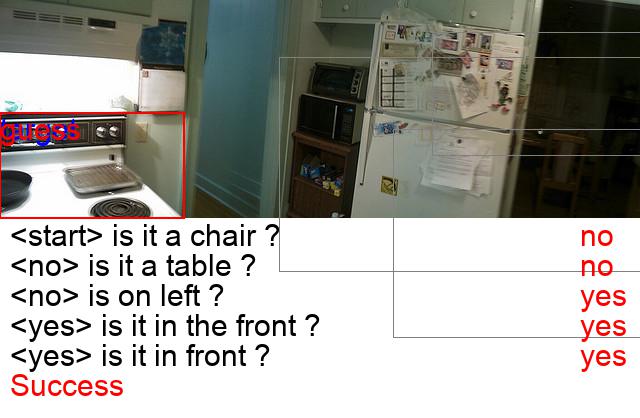 guess
<start> is it a chair ? no
<no> is it a table ? no
<no> is on left ? yes
<yes> is it in the front ? yes
<yes> is it in front ? yes
Success